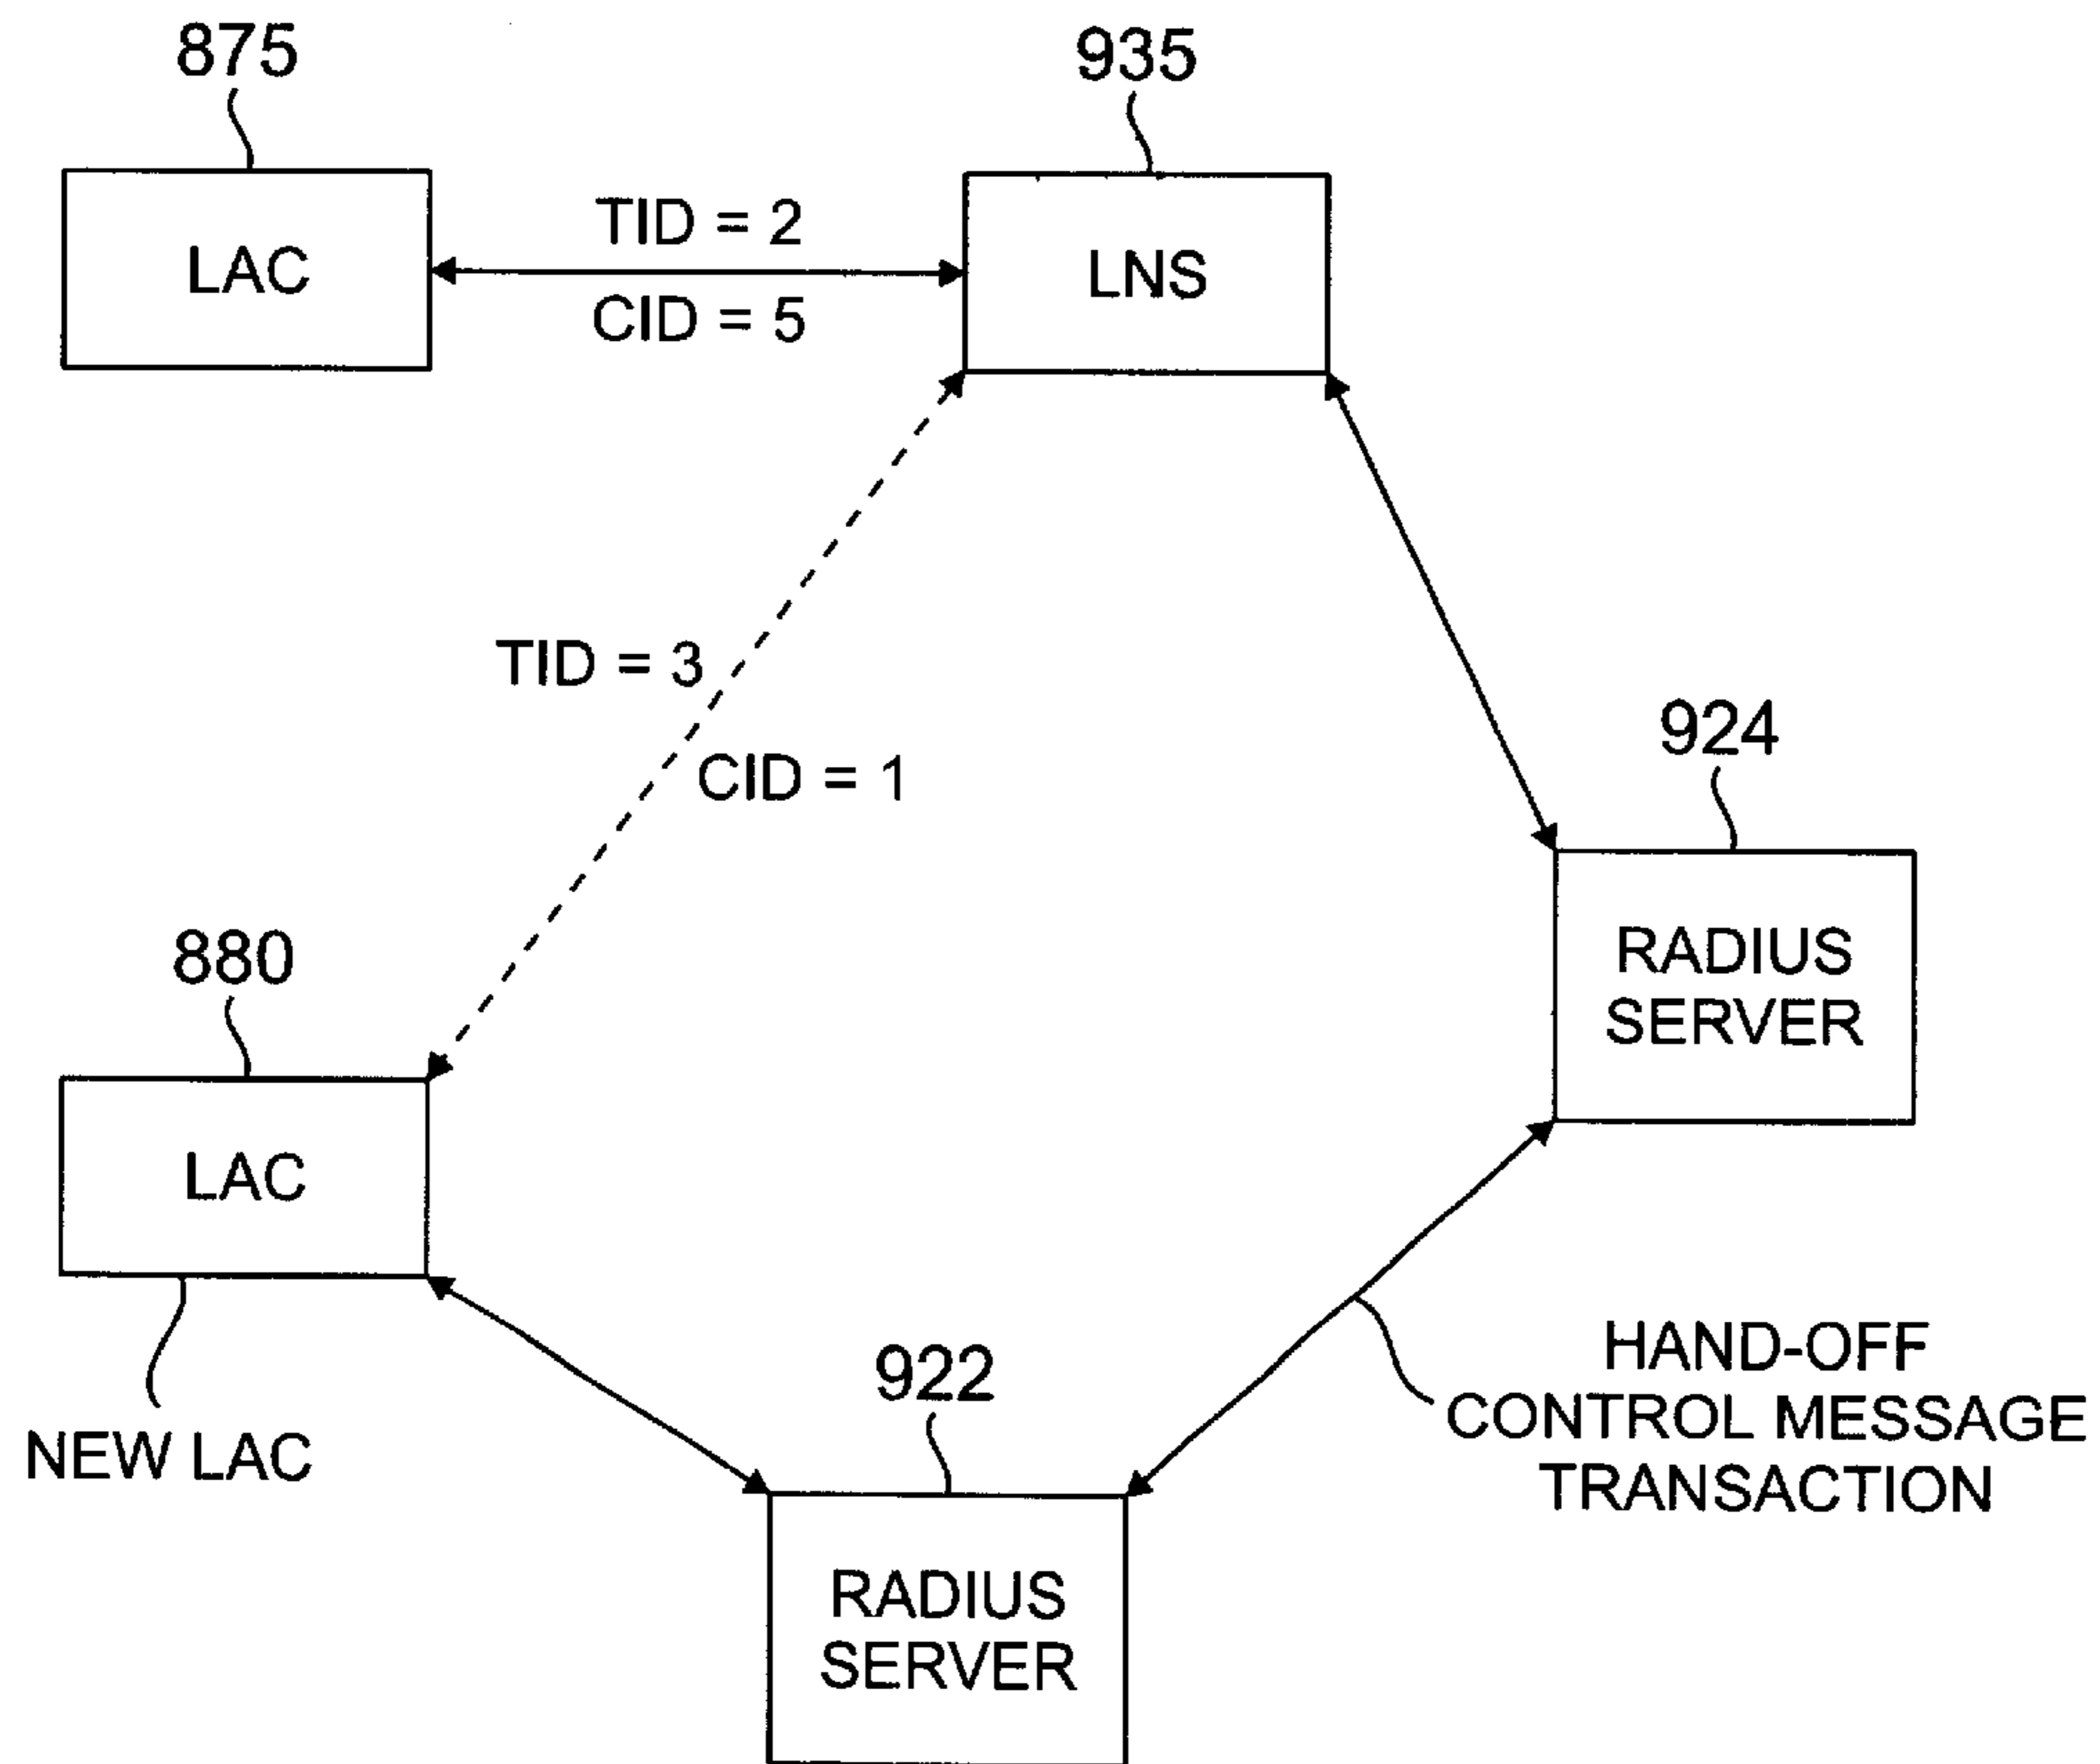 875
935
LAC
TID = 2
CID = 5
LNS
TID = 3
CID = 1
924
RADIUS
SERVER
880
LAC
NEW LAC
922
HAND-OFF
CONTROL MESSAGE
TRANSACTION
RADIUS
SERVER